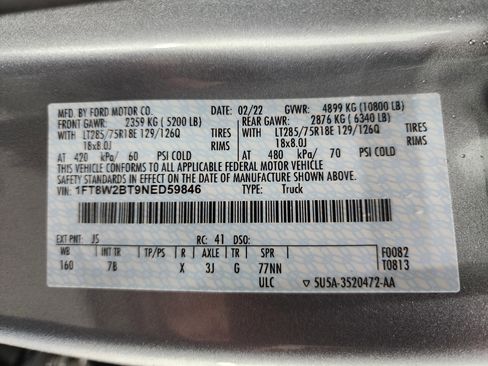 MFD. BY FORD MOTOR CO. 02/22 GVWR: 4899 KG (10800 LB)
FRONT GAWR: 2359 KG ( 5200 LB) REAR GAWR: 2876 KG ( 6340 LB)
WITH LT285/75R18E 129/126Q TIRES WITH LT285/75R18E 129/126Q TIRES
18x8.0J RIMS 18x8.0J RIMS
AT 420 kPa/ 60 PSI COLD AT 480 kPa/ 70 PSI COLD
THIS VEHICLE CONFORMS TO ALL APPLICABLE FEDERAL MOTOR VEHICLE
SAFETY STANDARDS IN EFFECT ON THE DATE OF MANUFACTURE SHOWN ABOVE.
VIN: 1FT8W2BT9NED59846 TYPE: Truck
EXT PNT: JS RC: 41 DSO:
WB INT TR TP/PS R AXLE TR SPR F0082
160 7B X 3J G 77NN T0813
ULC ▽5U5A-3520472-AA